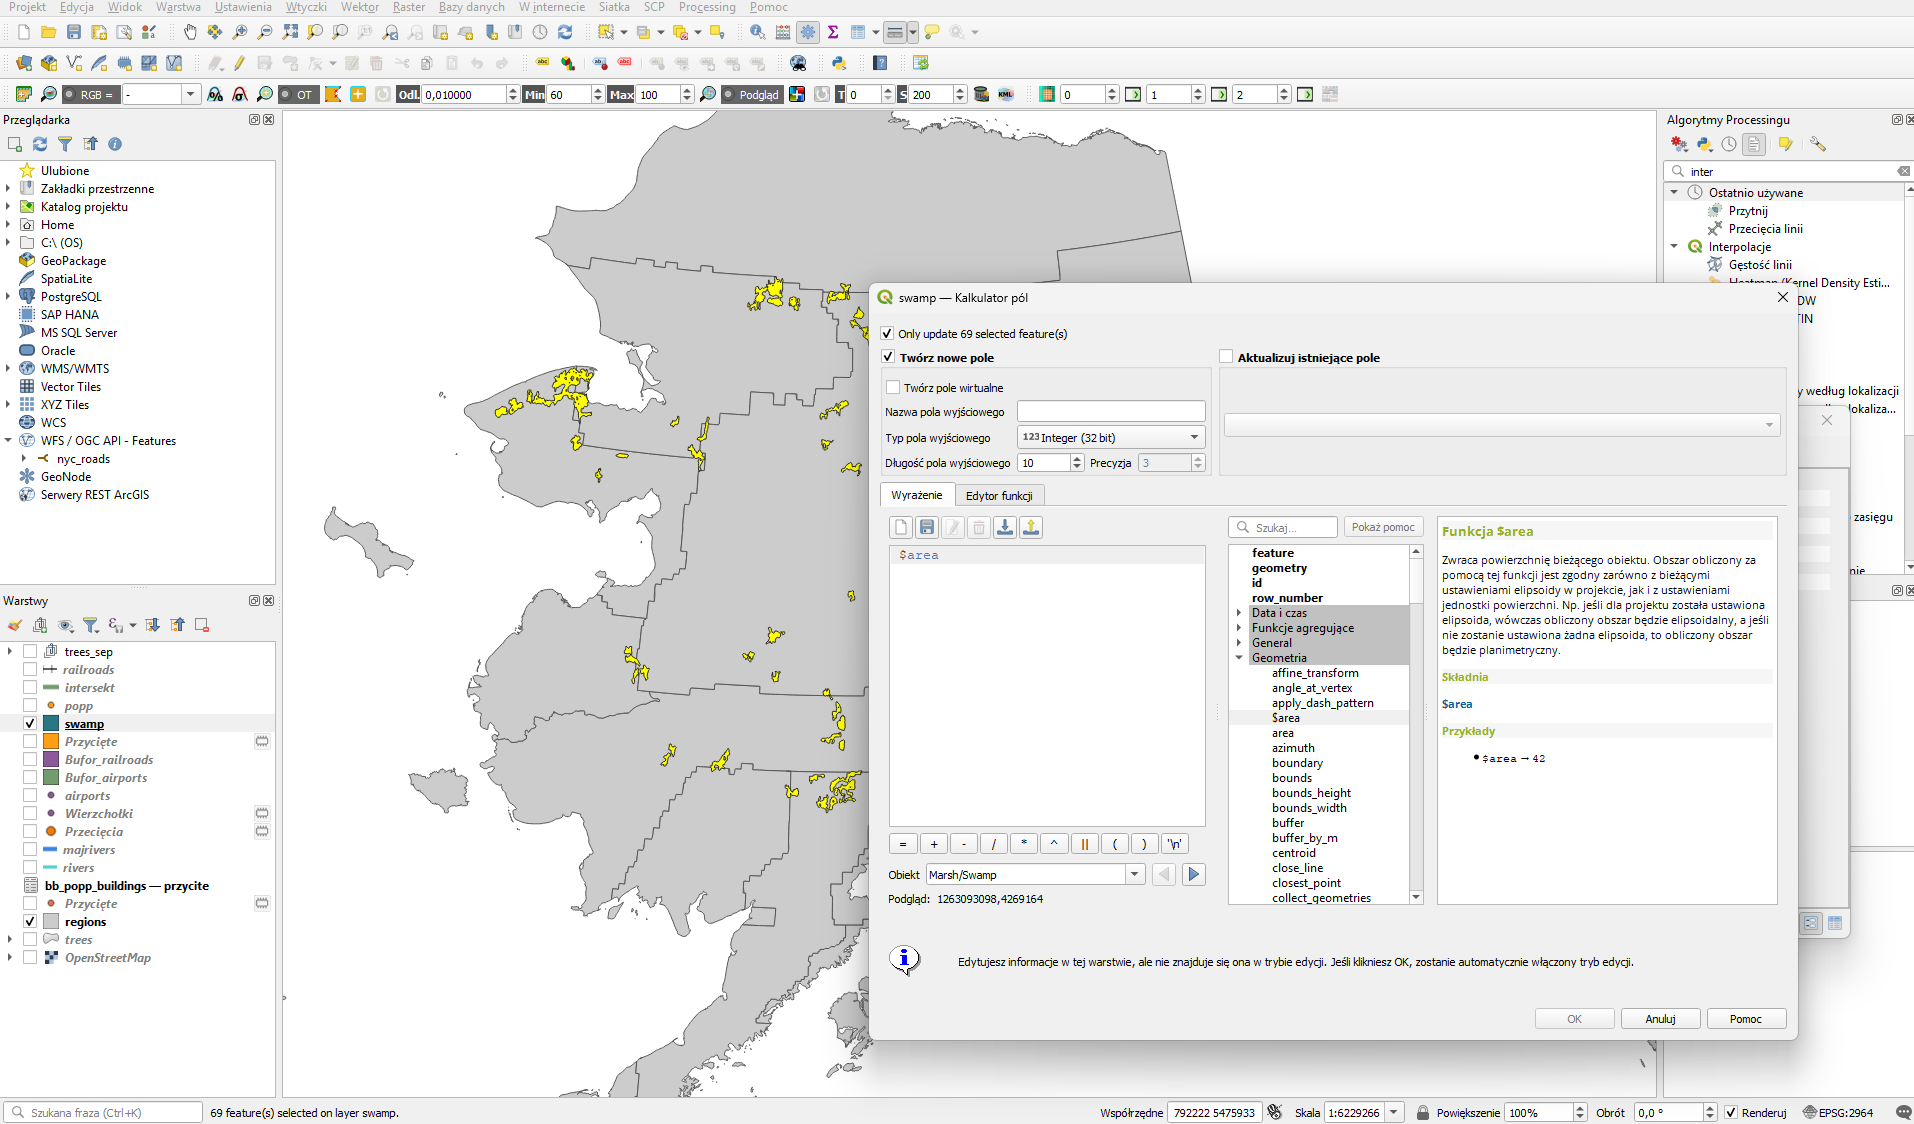 Projekt Edycja Widok Warstwa Ustawienia Wtyczki Wektor Raster Bazy danych W internecie Siatka SCP Processing Pomoc
RGB = - OT Odl. 0,010000 Min 60 Max 100 Podgląd T 0 S 200 KML 0 1 2
Przeglądarka
Ulubione
Zakładki przestrzenne
Katalog projektu
Home
C:\ (OS)
GeoPackage
SpatiaLite
PostgreSQL
SAP HANA
MS SQL Server
Oracle
WMS/WMTS
Vector Tiles
XYZ Tiles
WCS
WFS / OGC API - Features
nyc_roads
GeoNode
Serwery REST ArcGIS
Warstwy
trees_sep
railroads
intersekt
popp
swamp
Przycięte
Bufor_railroads
Bufor_airports
airports
Wierzchołki
Przecięcia
majrivers
rivers
bb_popp_buildings — przycite
Przycięte
regions
trees
OpenStreetMap
Algorytmy Processingu
inter
Ostatnio używane
Przytnij
Przecięcia linii
Interpolacje
Gęstość linii
Heatmap (Kernel Density Esti...
DW
TIN
y według lokalizacji
lokaliza...
zasięgu
nie
swamp — Kalkulator pól
Only update 69 selected feature(s)
Twórz nowe pole
Aktualizuj istniejące pole
Twórz pole wirtualne
Nazwa pola wyjściowego
Typ pola wyjściowego 123 Integer (32 bit)
Długość pola wyjściowego 10 Precyzja 3
Wyrażenie Edytor funkcji
$area
= + - / * ^ || ( ) '\n'
Obiekt Marsh/Swamp
Podgląd: 1263093098,4269164
Szukaj... Pokaż pomoc
feature
geometry
id
row_number
Data i czas
Funkcje agregujące
General
Geometria
affine_transform
angle_at_vertex
apply_dash_pattern
$area
area
azimuth
boundary
bounds
bounds_height
bounds_width
buffer
buffer_by_m
centroid
close_line
closest_point
collect_geometries
Funkcja $area
Zwraca powierzchnię bieżącego obiektu. Obszar obliczony za
pomocą tej funkcji jest zgodny zarówno z bieżącymi
ustawieniami elipsoidy w projekcie, jak i z ustawieniami
jednostki powierzchni. Np. jeśli dla projektu została ustawiona
elipsoida, wówczas obliczony obszar będzie elipsoidalny, a jeśli
nie zostanie ustawiona żadna elipsoida, to obliczony obszar
będzie planimetryczny.
Składnia
$area
Przykłady
$area → 42
Edytujesz informacje w tej warstwie, ale nie znajduje się ona w trybie edycji. Jeśli klikniesz OK, zostanie automatycznie włączony tryb edycji.
OK Anuluj Pomoc
Szukana fraza (Ctrl+K) 69 feature(s) selected on layer swamp. Współrzędne 792222 5475933 Skala 1:6229266 Powiększenie 100% Obrót 0,0 ° Renderuj EPSG:2964